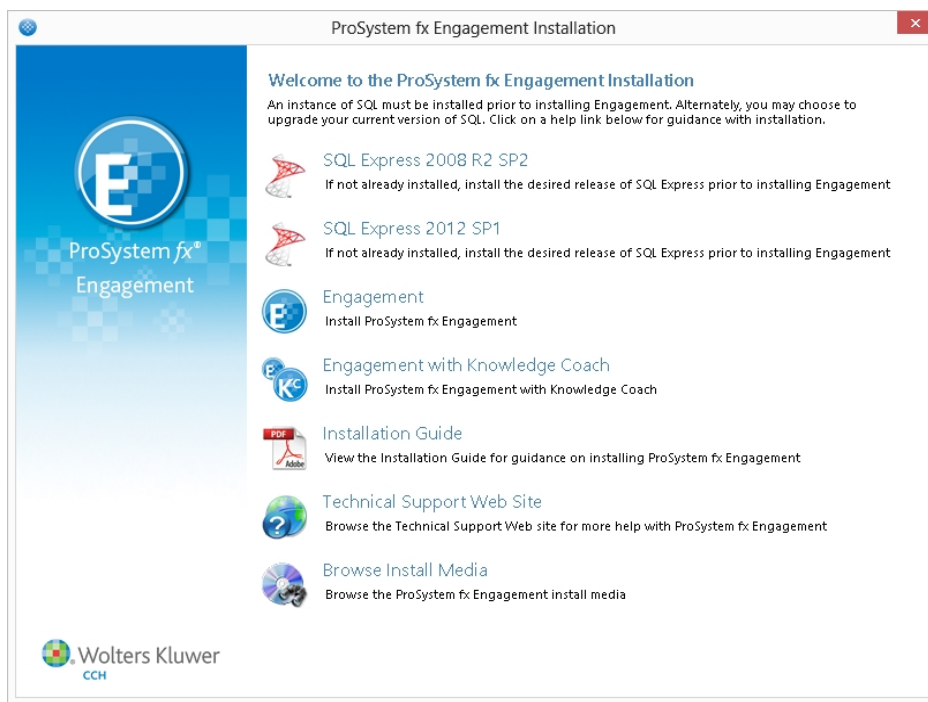 ProSystem fx Engagement Installation
E
ProSystem fx®
Engagement
Welcome to the ProSystem fx Engagement Installation
An instance of SQL must be installed prior to installing Engagement. Alternately, you may choose to
upgrade your current version of SQL. Click on a help link below for guidance with installation.
SQL Express 2008 R2 SP2
If not already installed, install the desired release of SQL Express prior to installing Engagement
SQL Express 2012 SP1
If not already installed, install the desired release of SQL Express prior to installing Engagement
E
Engagement
Install ProSystem fx Engagement
E
KC
Engagement with Knowledge Coach
Install ProSystem fx Engagement with Knowledge Coach
PDF
Adobe
Installation Guide
View the Installation Guide for guidance on installing ProSystem fx Engagement
?
Technical Support Web Site
Browse the Technical Support Web site for more help with ProSystem fx Engagement
Browse Install Media
Browse the ProSystem fx Engagement install media
Wolters Kluwer
CCH